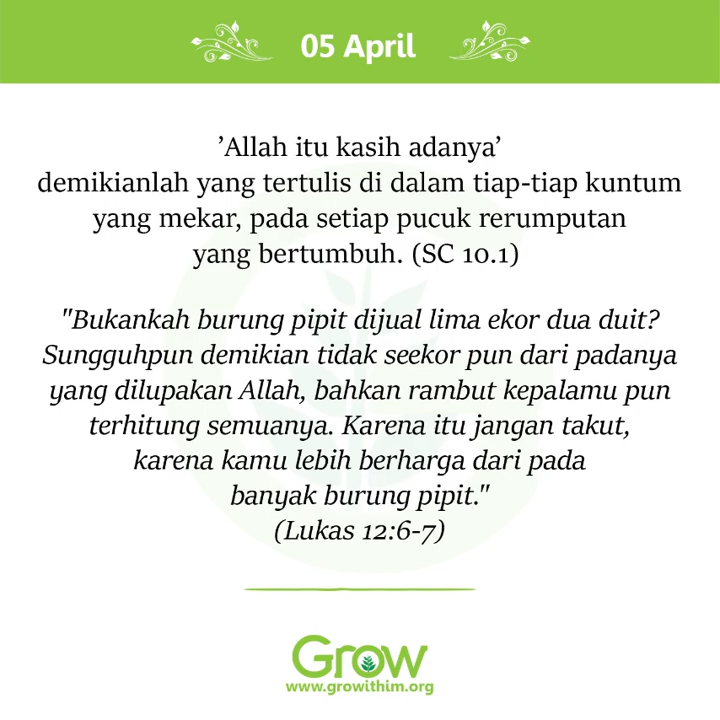 05 April
’Allah itu kasih adanya’
demikianlah yang tertulis di dalam tiap-tiap kuntum
yang mekar, pada setiap pucuk rerumputan
yang bertumbuh. (SC 10.1)
"Bukankah burung pipit dijual lima ekor dua duit?
Sungguhpun demikian tidak seekor pun dari padanya
yang dilupakan Allah, bahkan rambut kepalamu pun
terhitung semuanya. Karena itu jangan takut,
karena kamu lebih berharga dari pada
banyak burung pipit."
(Lukas 12:6-7)
Grow
www.growithim.org